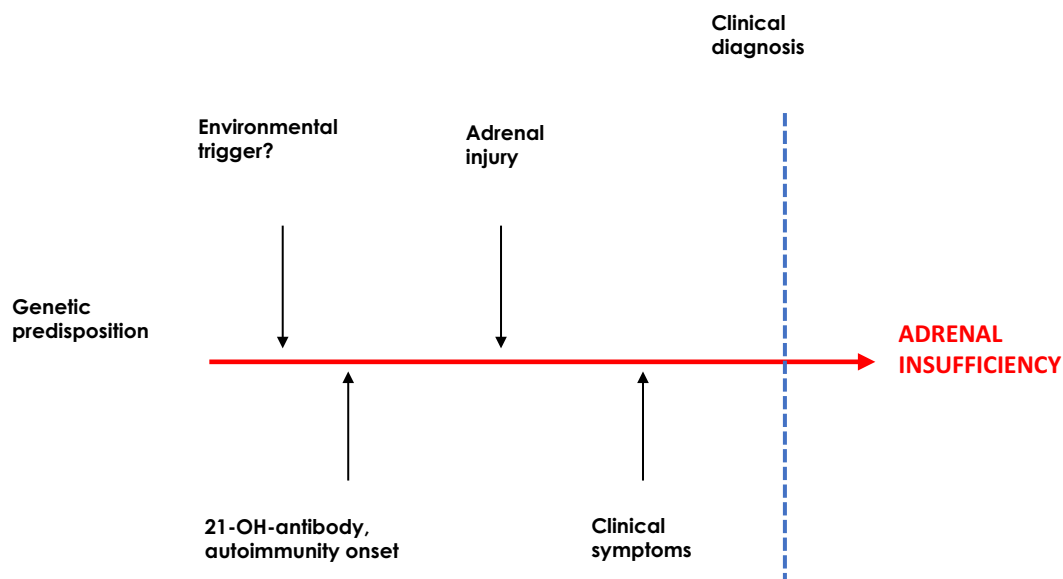 Clinical
diagnosis
Environmental
trigger?
Adrenal
injury
Genetic
predisposition
ADRENAL
INSUFFICIENCY
21-OH-antibody,
autoimmunity onset
Clinical
symptoms